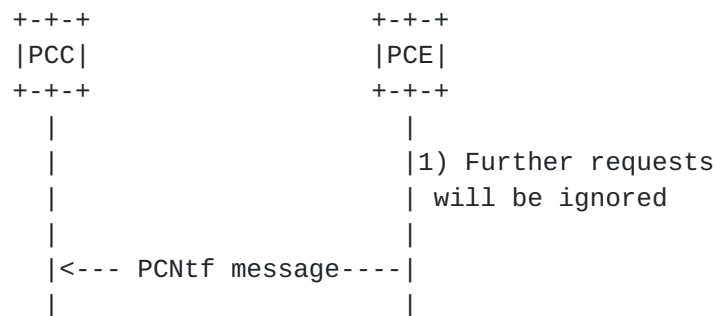 +-+-+                  +-+-+
|PCC|                  |PCE|
+-+-+                  +-+-+
  |                      |
  |                      |1) Further requests
  |                      | will be ignored
  |                      |
  |<--- PCNtf message----|
  |                      |